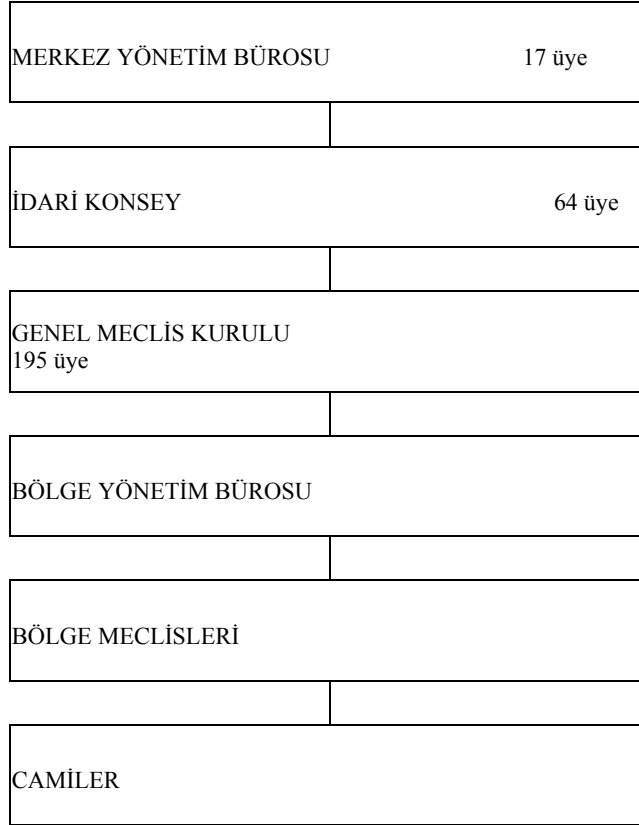 MERKEZ YÖNETİM BÜROSU 17 üye
İDARİ KONSEY 64 üye
GENEL MECLİS KURULU
195 üye
BÖLGE YÖNETİM BÜROSU
BÖLGE MECLİSLERİ
CAMİLER